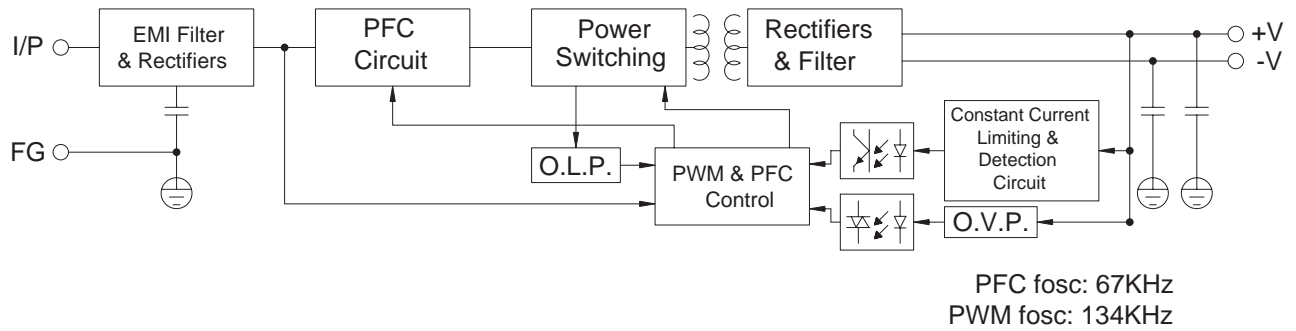 I/P
EMI Filter
& Rectifiers
PFC
Circuit
Power
Switching
Rectifiers
& Filter
+V
-V
FG
O.L.P.
PWM & PFC
Control
Constant Current
Limiting &
Detection
Circuit
O.V.P.
PFC fosc: 67KHz
PWM fosc: 134KHz